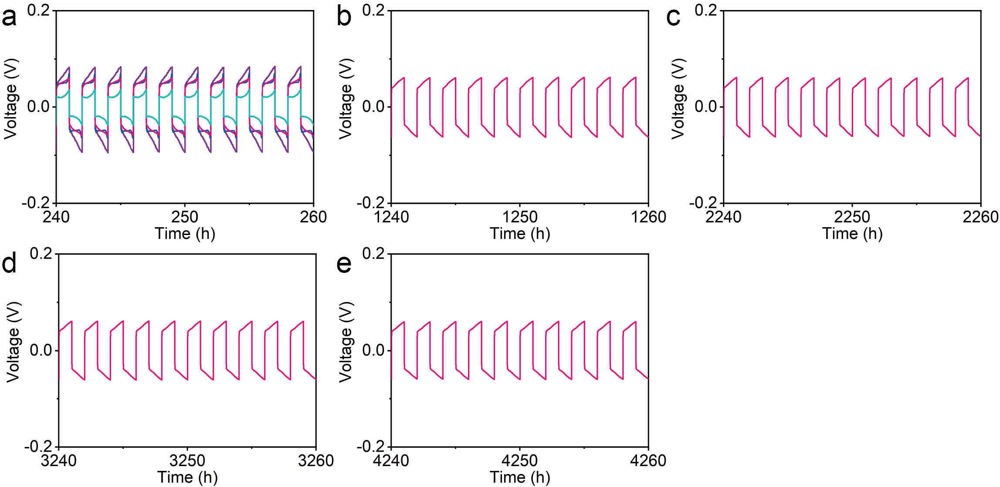 a
0.2
0.0
-0.2
Voltage (V)
240 250 260
Time (h)
b
0.2
0.0
-0.2
Voltage (V)
1240 1250 1260
Time (h)
c
0.2
0.0
-0.2
Voltage (V)
2240 2250 2260
Time (h)
d
0.2
0.0
-0.2
Voltage (V)
3240 3250 3260
Time (h)
e
0.2
0.0
-0.2
Voltage (V)
4240 4250 4260
Time (h)